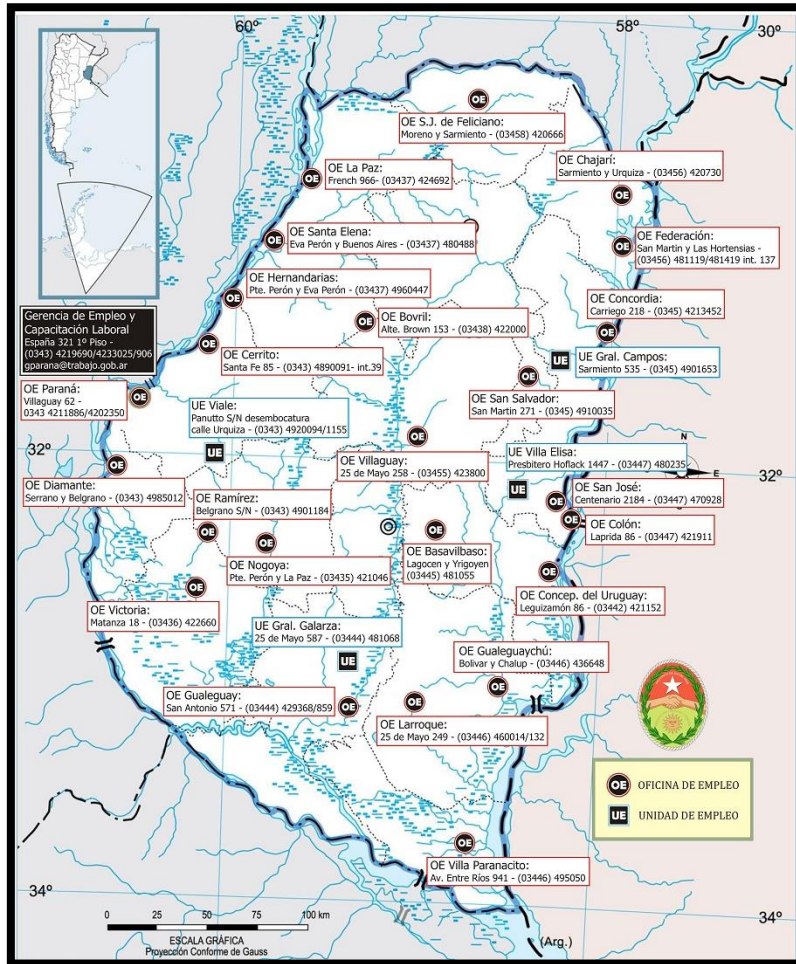 60°
58°
30°
OE S.J. de Feliciano:
Moreno y Sarmiento - (03458) 420666
OE Chajarí:
Sarmiento y Urquiza - (03456) 420730
OE La Paz:
French 966- (03437) 424692
OE Santa Elena:
Eva Perón y Buenos Aires - (03437) 480488
OE Federación:
San Martin y Las Hortensias -
(03456) 481119/481419 int. 137
OE Hernandarias:
Pte. Perón y Eva Perón - (03437) 4960447
Gerencia de Empleo y
Capacitación Laboral
España 321 1º Piso -
(0343) 4219690/4233025/906
gparana@trabajo.gob.ar
OE Bovril:
Alte. Brown 153 - (03438) 422000
OE Concordia:
Carriego 218 - (0345) 4213452
OE Cerrito:
Santa Fe 85 - (0343) 4890091- int.39
UE Gral. Campos:
Sarmiento 535 - (0345) 4901653
OE Paraná:
Villaguay 62 -
0343 4211886/4202350
OE San Salvador:
San Martin 271 - (0345) 4910035
UE Viale:
Panutto S/N desembocatura
calle Urquiza - (0343) 4920094/1155
32°
OE Villaguay:
25 de Mayo 258 - (03455) 423800
UE Villa Elisa:
Presbitero Hoflack 1447 - (03447) 480235
N
E
32°
OE Diamante:
Serrano y Belgrano - (0343) 4985012
OE San José:
Centenario 2184 - (03447) 470928
OE Ramírez:
Belgrano S/N - (0343) 4901184
OE Colón:
Laprida 86 - (03447) 421911
OE Nogoya:
Pte. Perón y La Paz - (03435) 421046
OE Basavilbaso:
Lagocen y Yrigoyen
(03445) 481055
OE Concep. del Uruguay:
Leguizamón 86 - (03442) 421152
OE Victoria:
Matanza 18 - (03436) 422660
UE Gral. Galarza:
25 de Mayo 587 - (03444) 481068
OE Gualeguaychú:
Bolivar y Chalup - (03446) 436648
OE Gualeguay:
San Antonio 571 - (03444) 429368/859
OE Larroque:
25 de Mayo 249 - (03446) 460014/132
OE OFICINA DE EMPLEO
UE UNIDAD DE EMPLEO
OE Villa Paranacito:
Av. Entre Ríos 941 - (03446) 495050
34°
34°
0 50 75 100 km
ESCALA GRÁFICA
Proyección Conforme de Gauss
(Arg.)